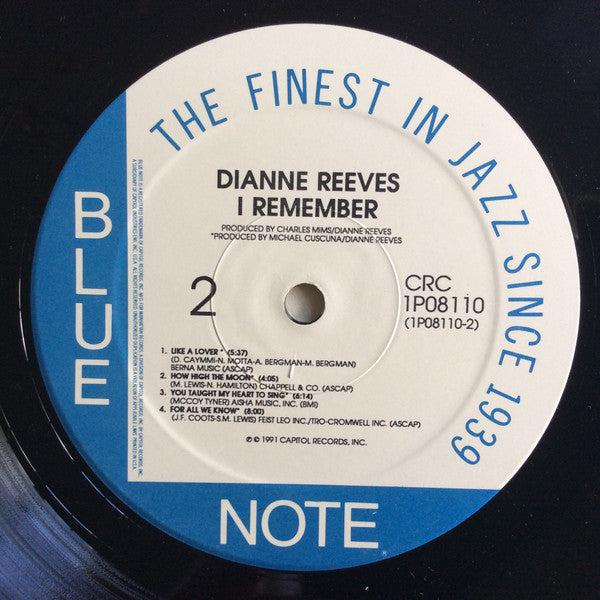 THE FINEST IN JAZZ SINCE 1939
BLUE
NOTE
DIANNE REEVES
I REMEMBER
PRODUCED BY CHARLES MIMS/DIANNE REEVES
*PRODUCED BY MICHAEL CUSCUNA/DIANNE REEVES
2
CRC
1P08110
(1P08110-2)
1. LIKE A LOVER * (5:37)
(D. CAYMMI-N. MOTTA-A. BERGMAN-M. BERGMAN)
BERNA MUSIC (ASCAP)
2. HOW HIGH THE MOON* (4:05)
(M. LEWIS-N. HAMILTON) CHAPPELL & CO. (ASCAP)
3. YOU TAUGHT MY HEART TO SING* (6:14)
(MCCOY TYNER) AISHA MUSIC, INC. (BMI)
4. FOR ALL WE KNOW* (8:00)
(J.F. COOTS-S.M. LEWIS) FEIST LEO INC./TRO-CROMWELL INC. (ASCAP)
℗ © 1991 CAPITOL RECORDS, INC.